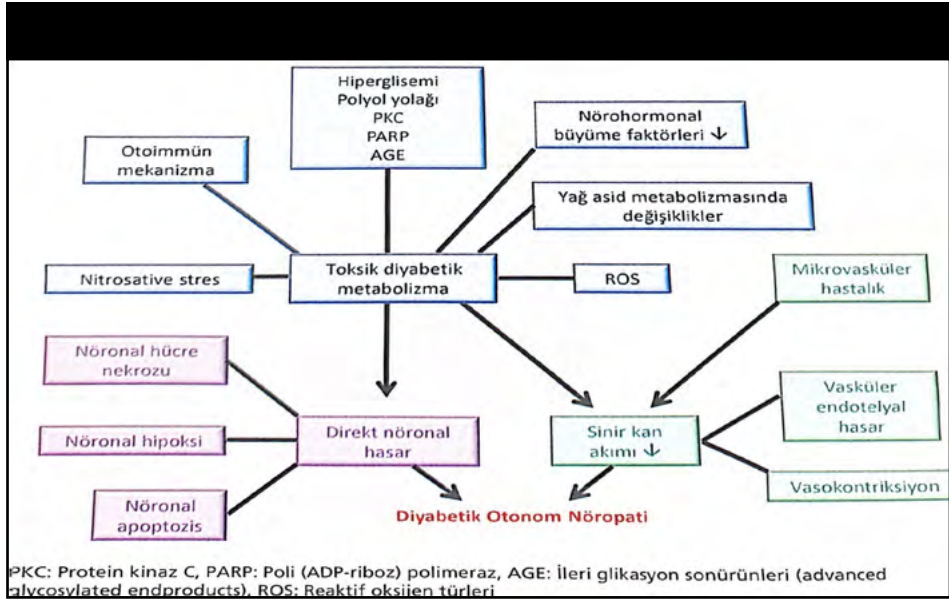 Hiperglisemi
Polyol yolağı
PKC
PARP
AGE
Nörohormonal
büyüme faktörleri ↓
Otoimmün
mekanizma
Yağ asid metabolizmasında
değişiklikler
Nitrosative stres
Toksik diyabetik
metabolizma
ROS
Mikrovasküler
hastalık
Nöronal hücre
nekrozu
Nöronal hipoksi
Nöronal
apoptozis
Direkt nöronal
hasar
Sinir kan
akımı ↓
Vasküler
endotelyal
hasar
Vasokontriksiyon
Diyabetik Otonom Nöropati
PKC: Protein kinaz C, PARP: Poli (ADP-riboz) polimeraz, AGE: İleri glikasyon sonürünleri (advanced
glycosylated endproducts), ROS: Reaktif oksijen türleri